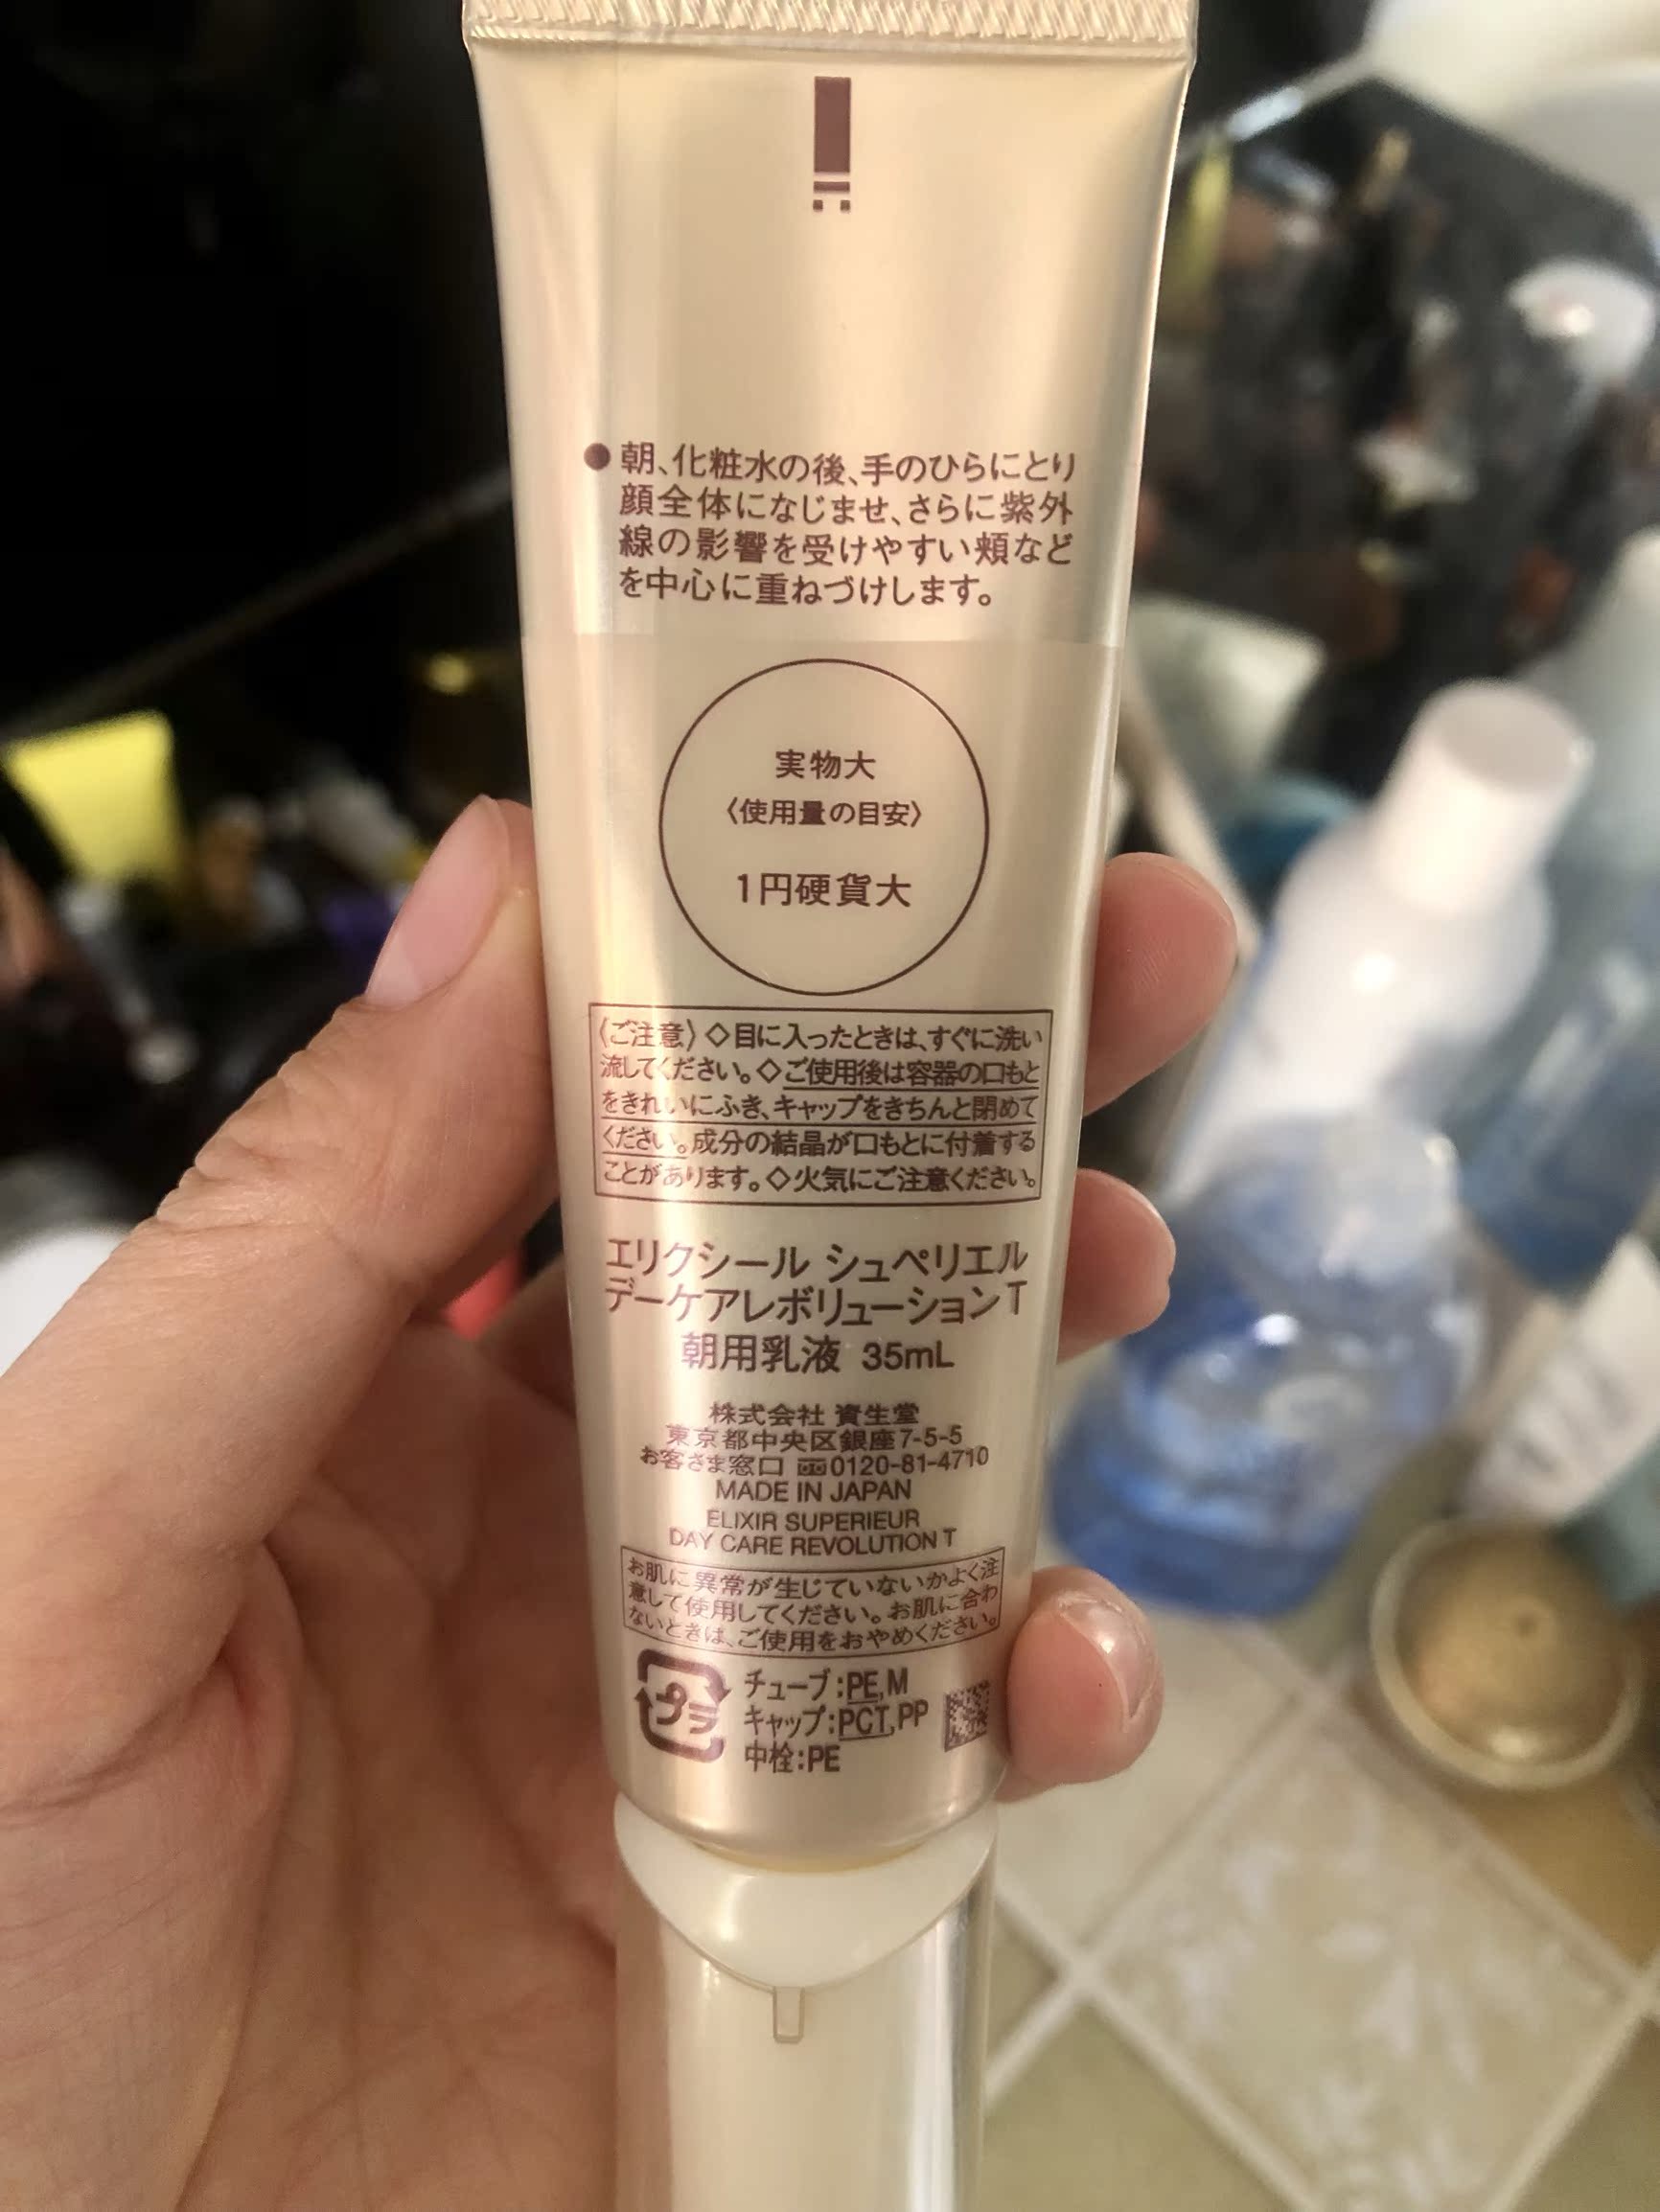 ●朝、化粧水の後、手のひらにとり
顔全体になじませ、さらに紫外
線の影響を受けやすい頬など
を中心に重ねづけします。
実物大
〈使用量の目安〉
1円硬貨大
〈ご注意〉◇目に入ったときは、すぐに洗い
流してください。◇ご使用後は容器の口もと
をきれいにふき、キャップをきちんと閉めて
ください。成分の結晶が口もとに付着する
ことがあります。◇火気にご注意ください。
エリクシール シュペリエル
デーケアレボリューションT
朝用乳液 35mL
株式会社 資生堂
東京都中央区銀座7-5-5
お客さま窓口 0120-81-4710
MADE IN JAPAN
ELIXIR SUPERIEUR
DAY CARE REVOLUTION T
お肌に異常が生じていないかよく注
意して使用してください。お肌に合わ
ないときは、ご使用をおやめください。
プラ
チューブ:PE,M
キャップ:PCT,PP
中栓:PE